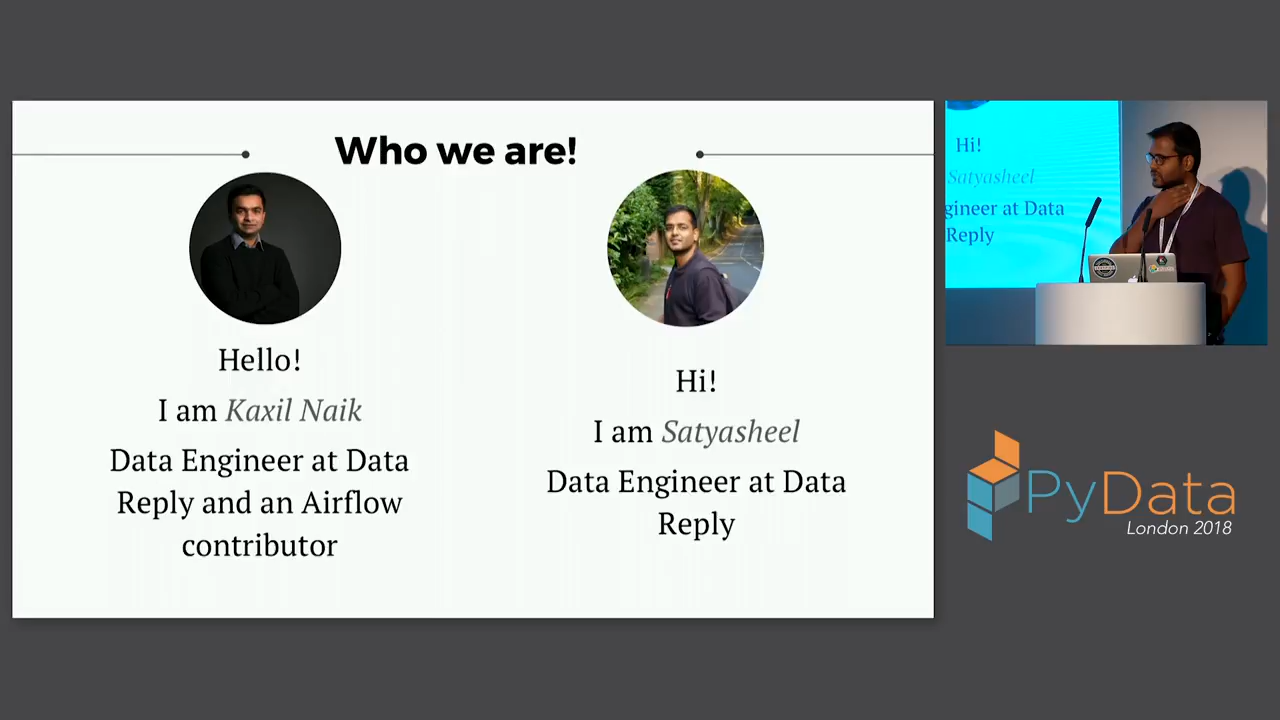 Who we are!
Hello!
I am Kaxil Naik
Data Engineer at Data
Reply and an Airflow
contributor
Hi!
I am Satyasheel
Data Engineer at Data
Reply
Hi!
Satyasheel
gineer at Data
Reply
PyData
London 2018